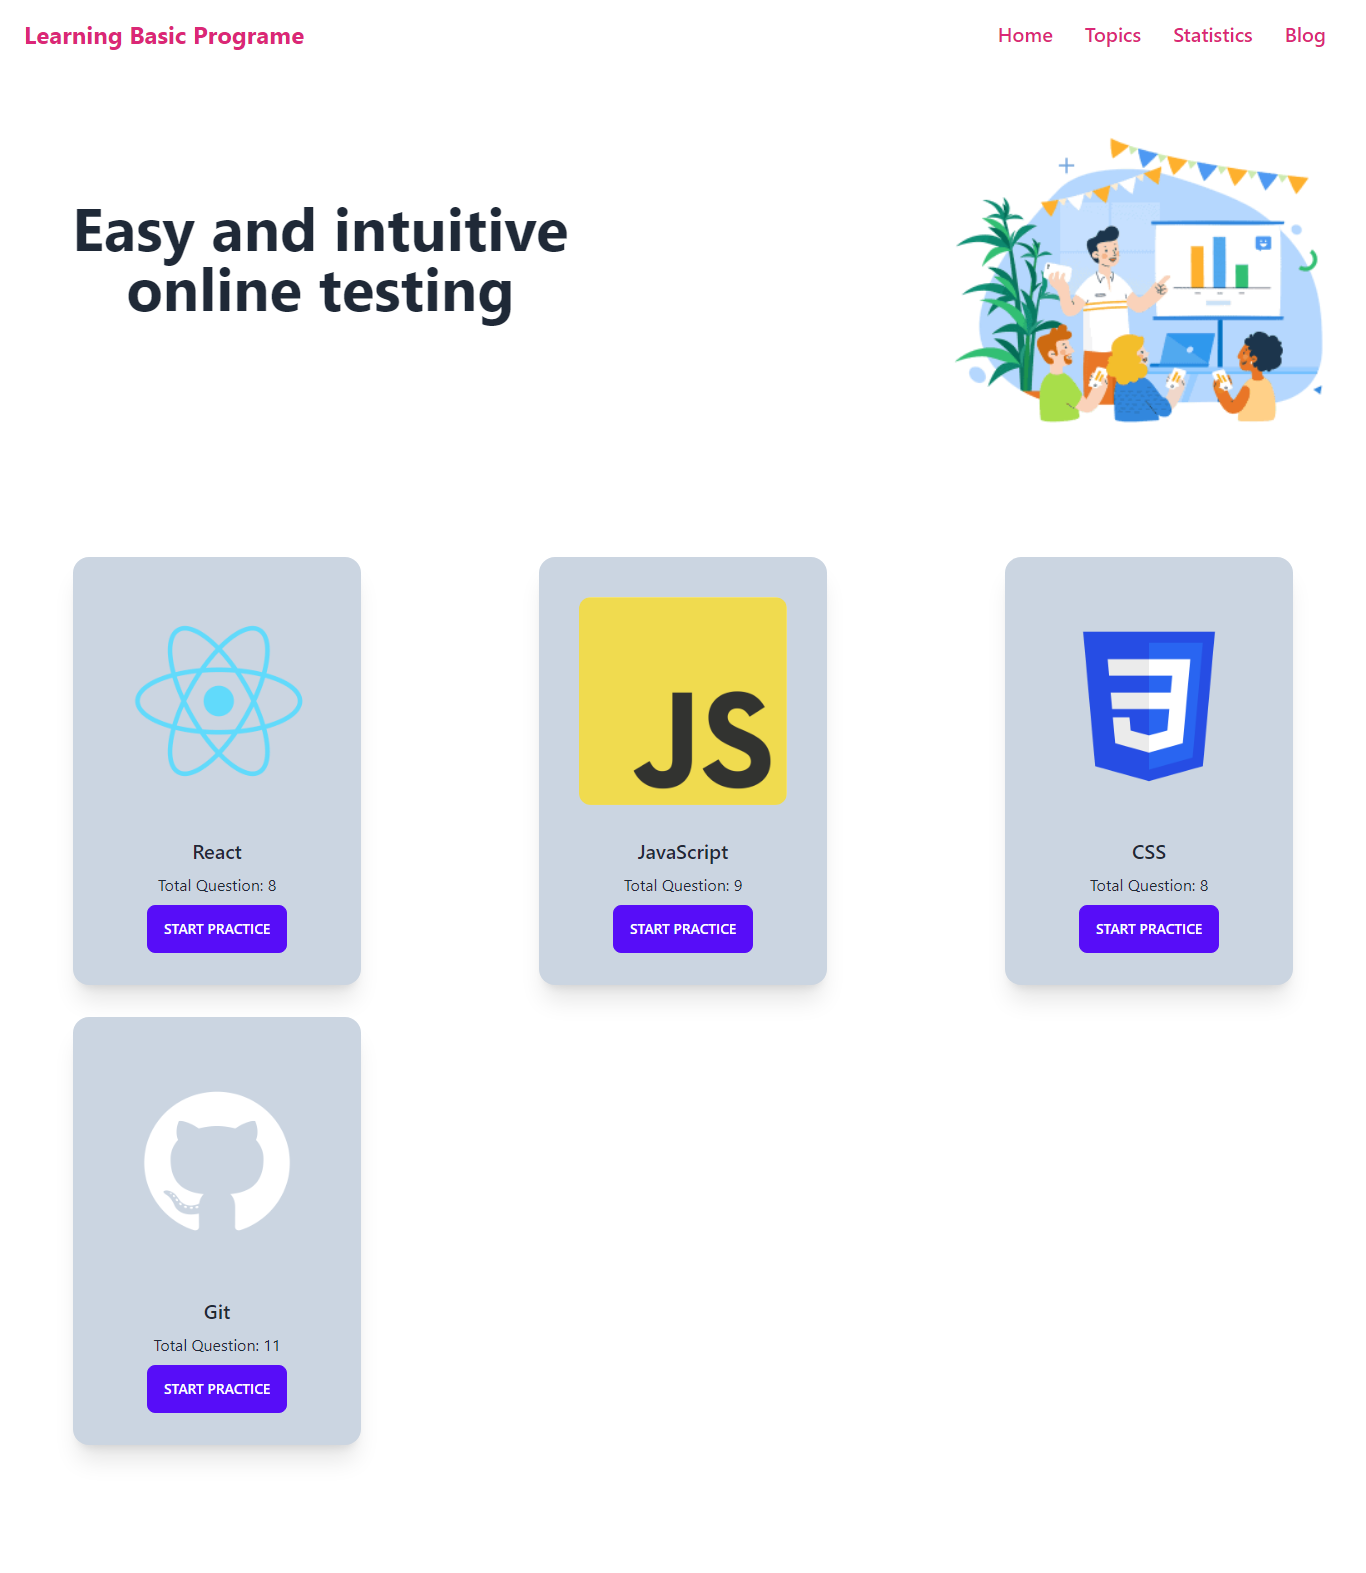 Learning Basic Programe
Home
Topics
Statistics
Blog
Easy and intuitive
online testing
JS
React
Total Question: 8
START PRACTICE
JavaScript
Total Question: 9
START PRACTICE
CSS
Total Question: 8
START PRACTICE
Git
Total Question: 11
START PRACTICE